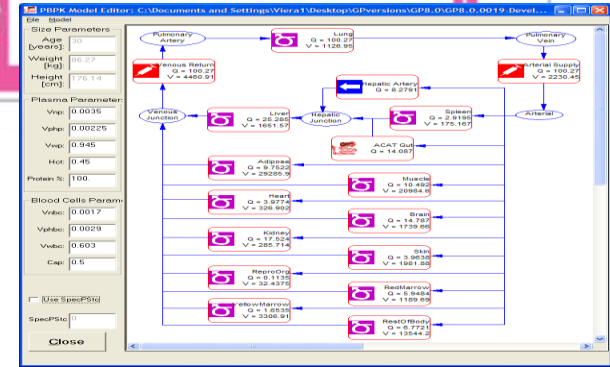 PBPK Model Editor: C:\Documents and Settings\Viera1\Desktop\GPversions\GP8.0\GP8.0.0019-Devel...
File Model
Size Parameters
Age [years]: 30
Weight [kg]: 86.27
Height [cm]: 176.14
Plasma Parameter
Vnp: 0.0035
Vphp: 0.00225
Vwp: 0.945
Hct: 0.45
Protein %: 100.
Blood Cells Param
Vnbc: 0.0017
Vphbc: 0.0029
Vwbc: 0.603
Cap: 0.5
Use SpecPStc
SpecPStc 0
Close
Pulmonary Artery
Lung
Q = 100.27
V = 1126.95
Pulmonary Vein
Venous Return
Q = 100.27
V = 4460.91
Arterial Supply
Q = 100.27
V = 2230.45
Hepatic Artery
Q = 8.2791
Venous Junction
Liver
Q = 25.285
V = 1651.57
Hepatic Junction
Spleen
Q = 2.9195
V = 175.167
Arterial
ACAT Gut
Q = 14.087
Adipose
Q = 9.7522
V = 29285.9
Muscle
Q = 10.492
V = 20984.6
Heart
Q = 3.9774
V = 326.902
Brain
Q = 14.787
V = 1739.66
Kidney
Q = 17.524
V = 285.714
Skin
Q = 3.9638
V = 1981.88
ReproOrg
Q = 0.1135
V = 32.4375
RedMarrow
Q = 5.9484
V = 1189.69
YellowMarrow
Q = 1.6535
V = 3306.91
RestOfBody
Q = 6.7721
V = 13544.2